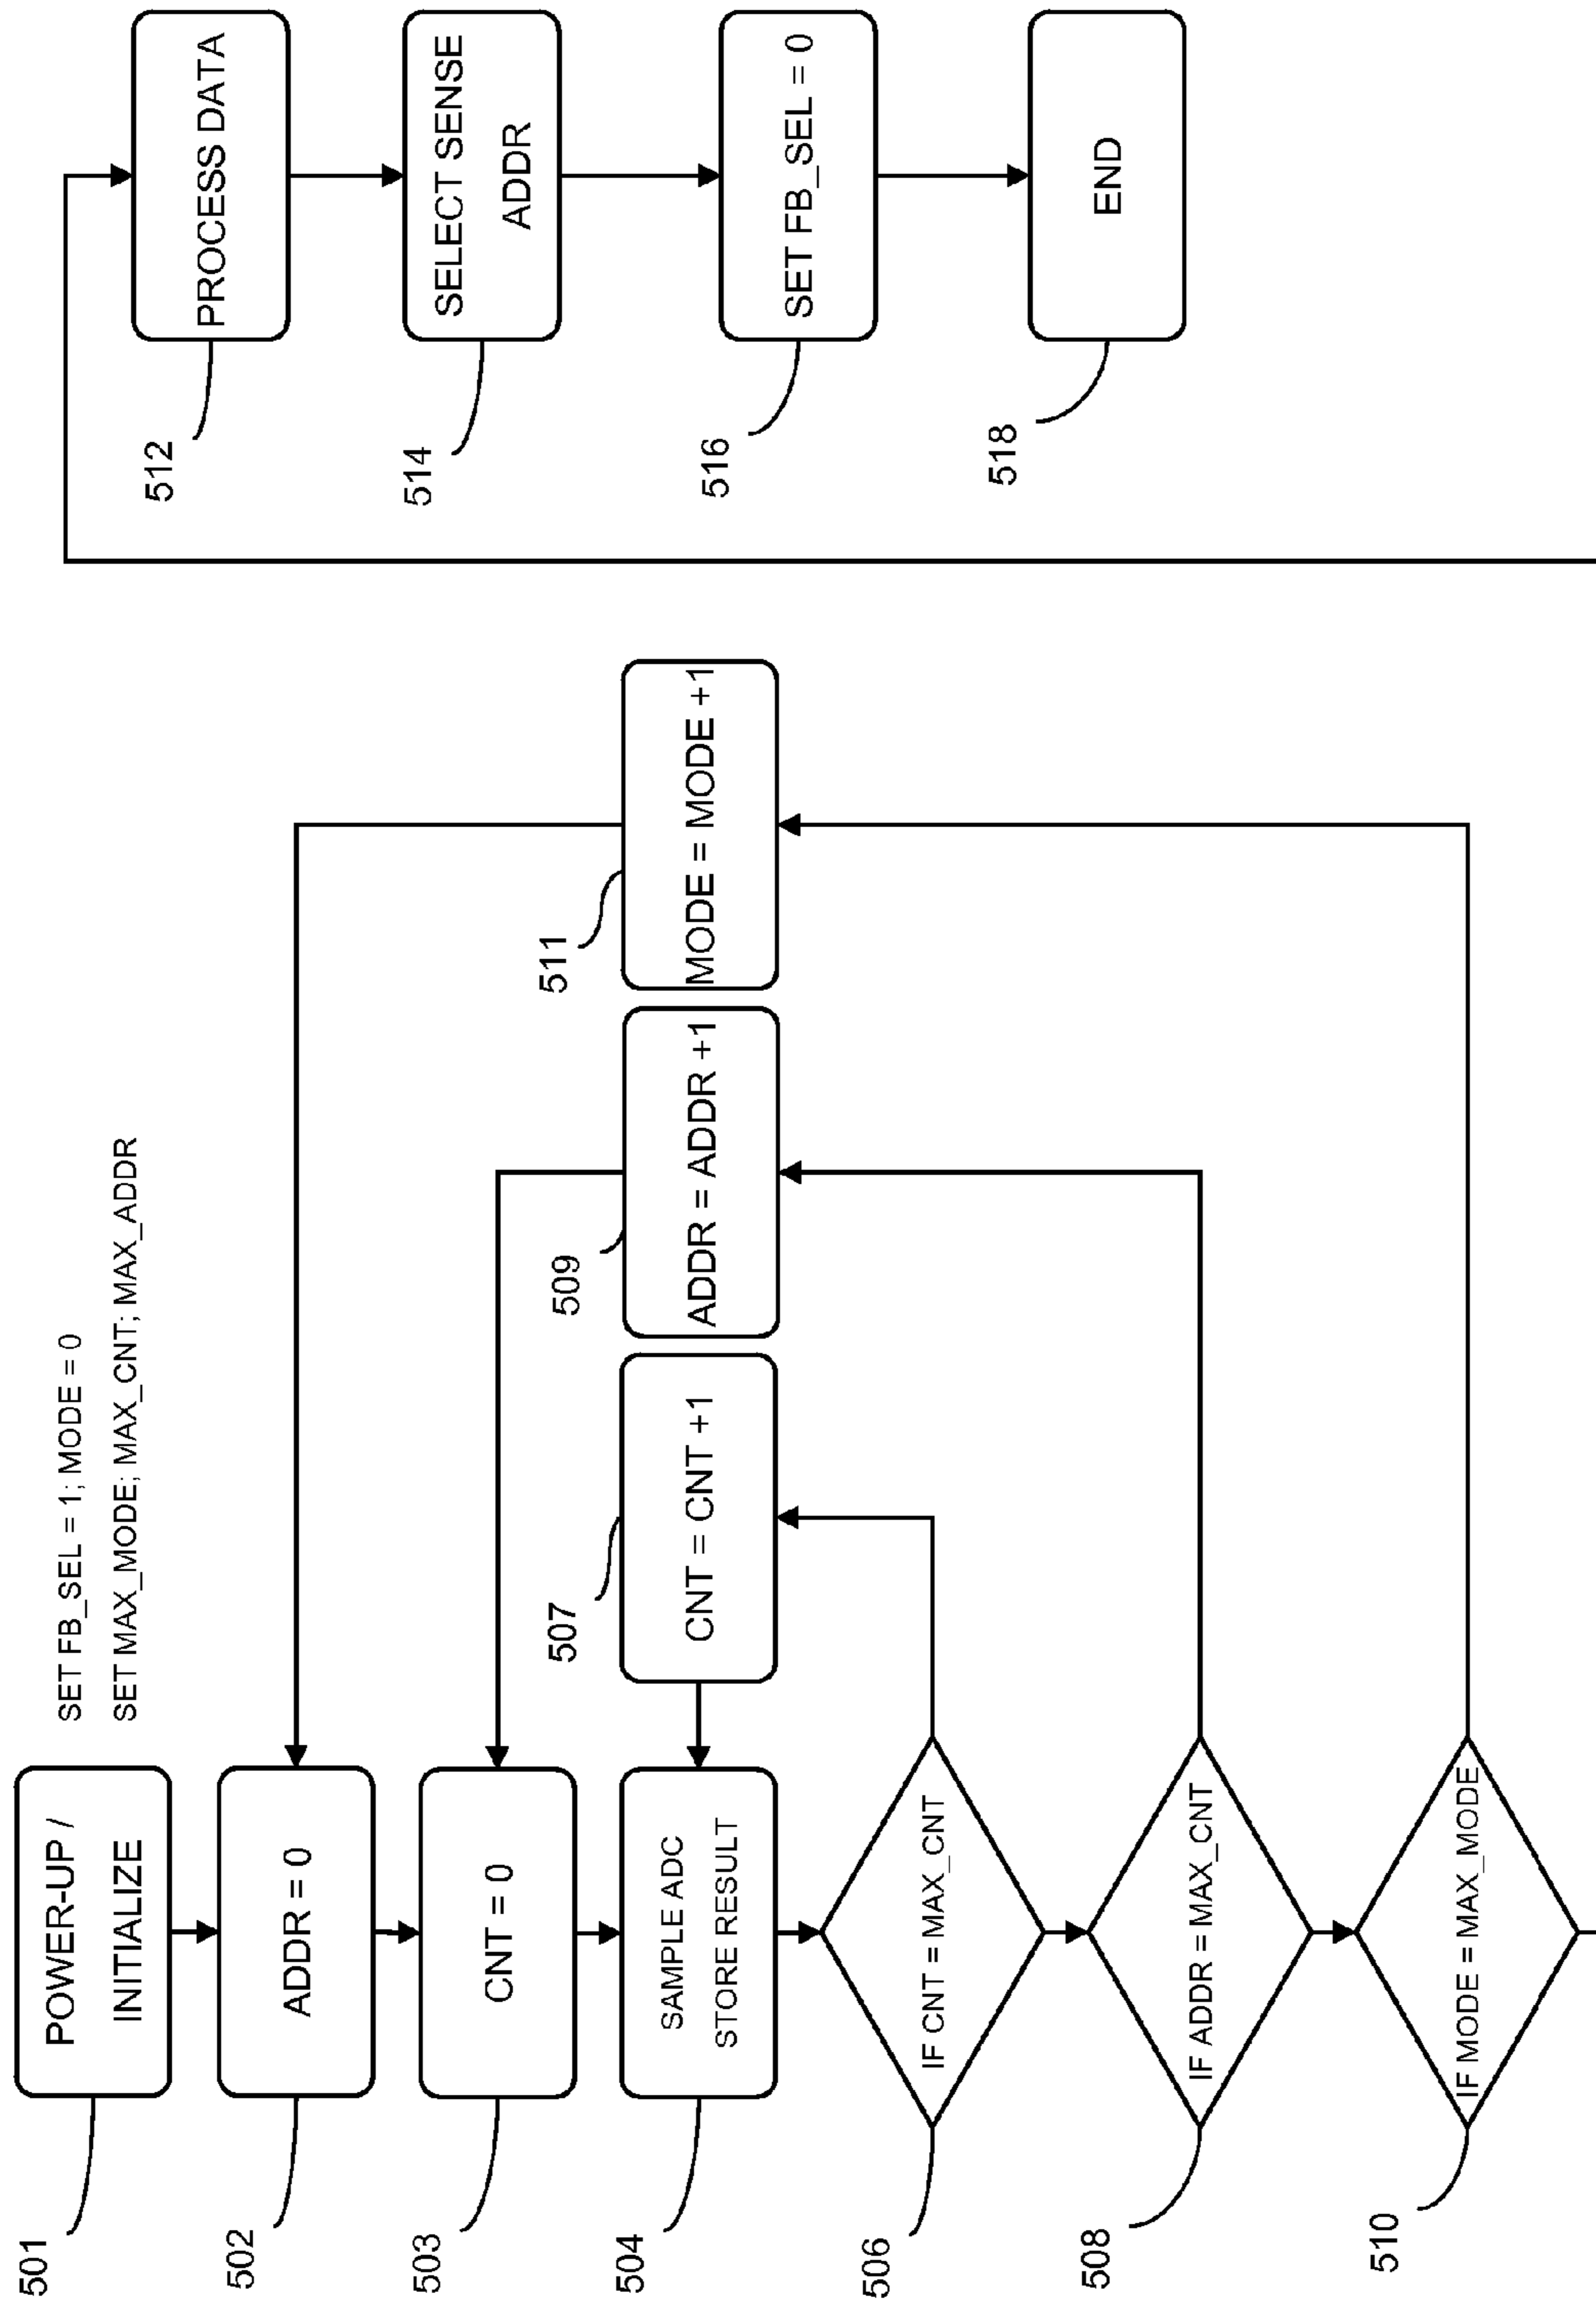 501
POWER-UP /
INITIALIZE
SET FB_SEL = 1; MODE = 0
SET MAX_MODE; MAX_CNT; MAX_ADDR
502
ADDR = 0
503
CNT = 0
504
SAMPLE ADC
STORE RESULT
506
IF CNT = MAX_CNT
507
CNT = CNT +1
508
IF ADDR = MAX_CNT
509
ADDR = ADDR +1
510
IF MODE = MAX_MODE
511
MODE = MODE +1
512
PROCESS DATA
514
SELECT SENSE
ADDR
516
SET FB_SEL = 0
518
END